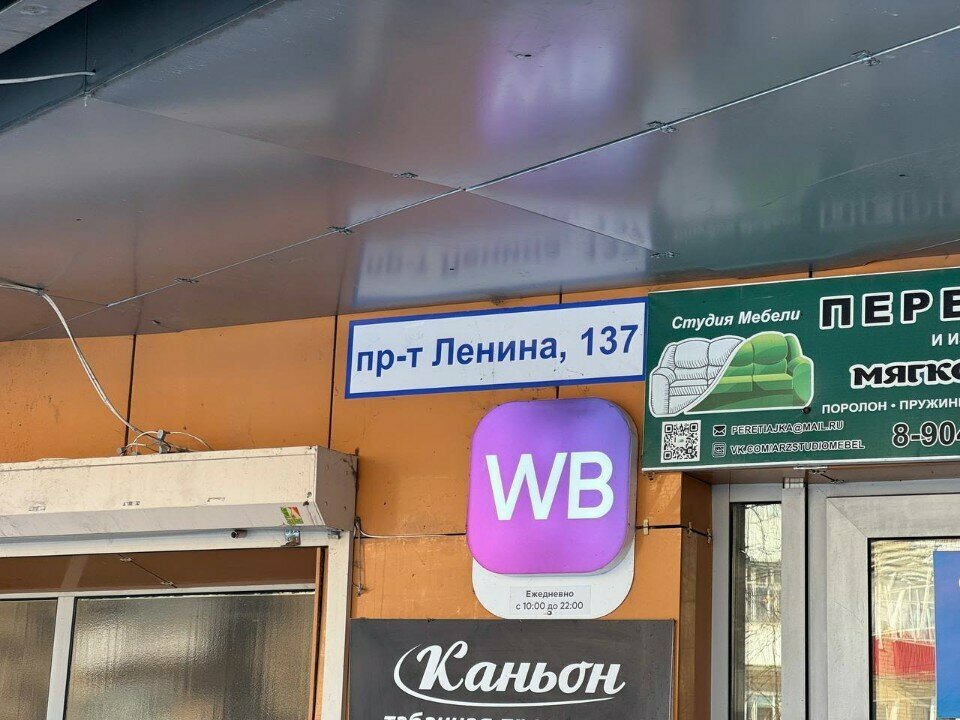 пр-т Ленина, 137
WB
Ежедневно
с 10:00 до 22:00
Каньон
Студия Мебели
ПЕРЕ
И И
МЯГК
ПОРОЛОН • ПРУЖИН
PERETIAJKA@MAIL.RU
VK.COM/ARZSTUDIOMEBEL
8-904